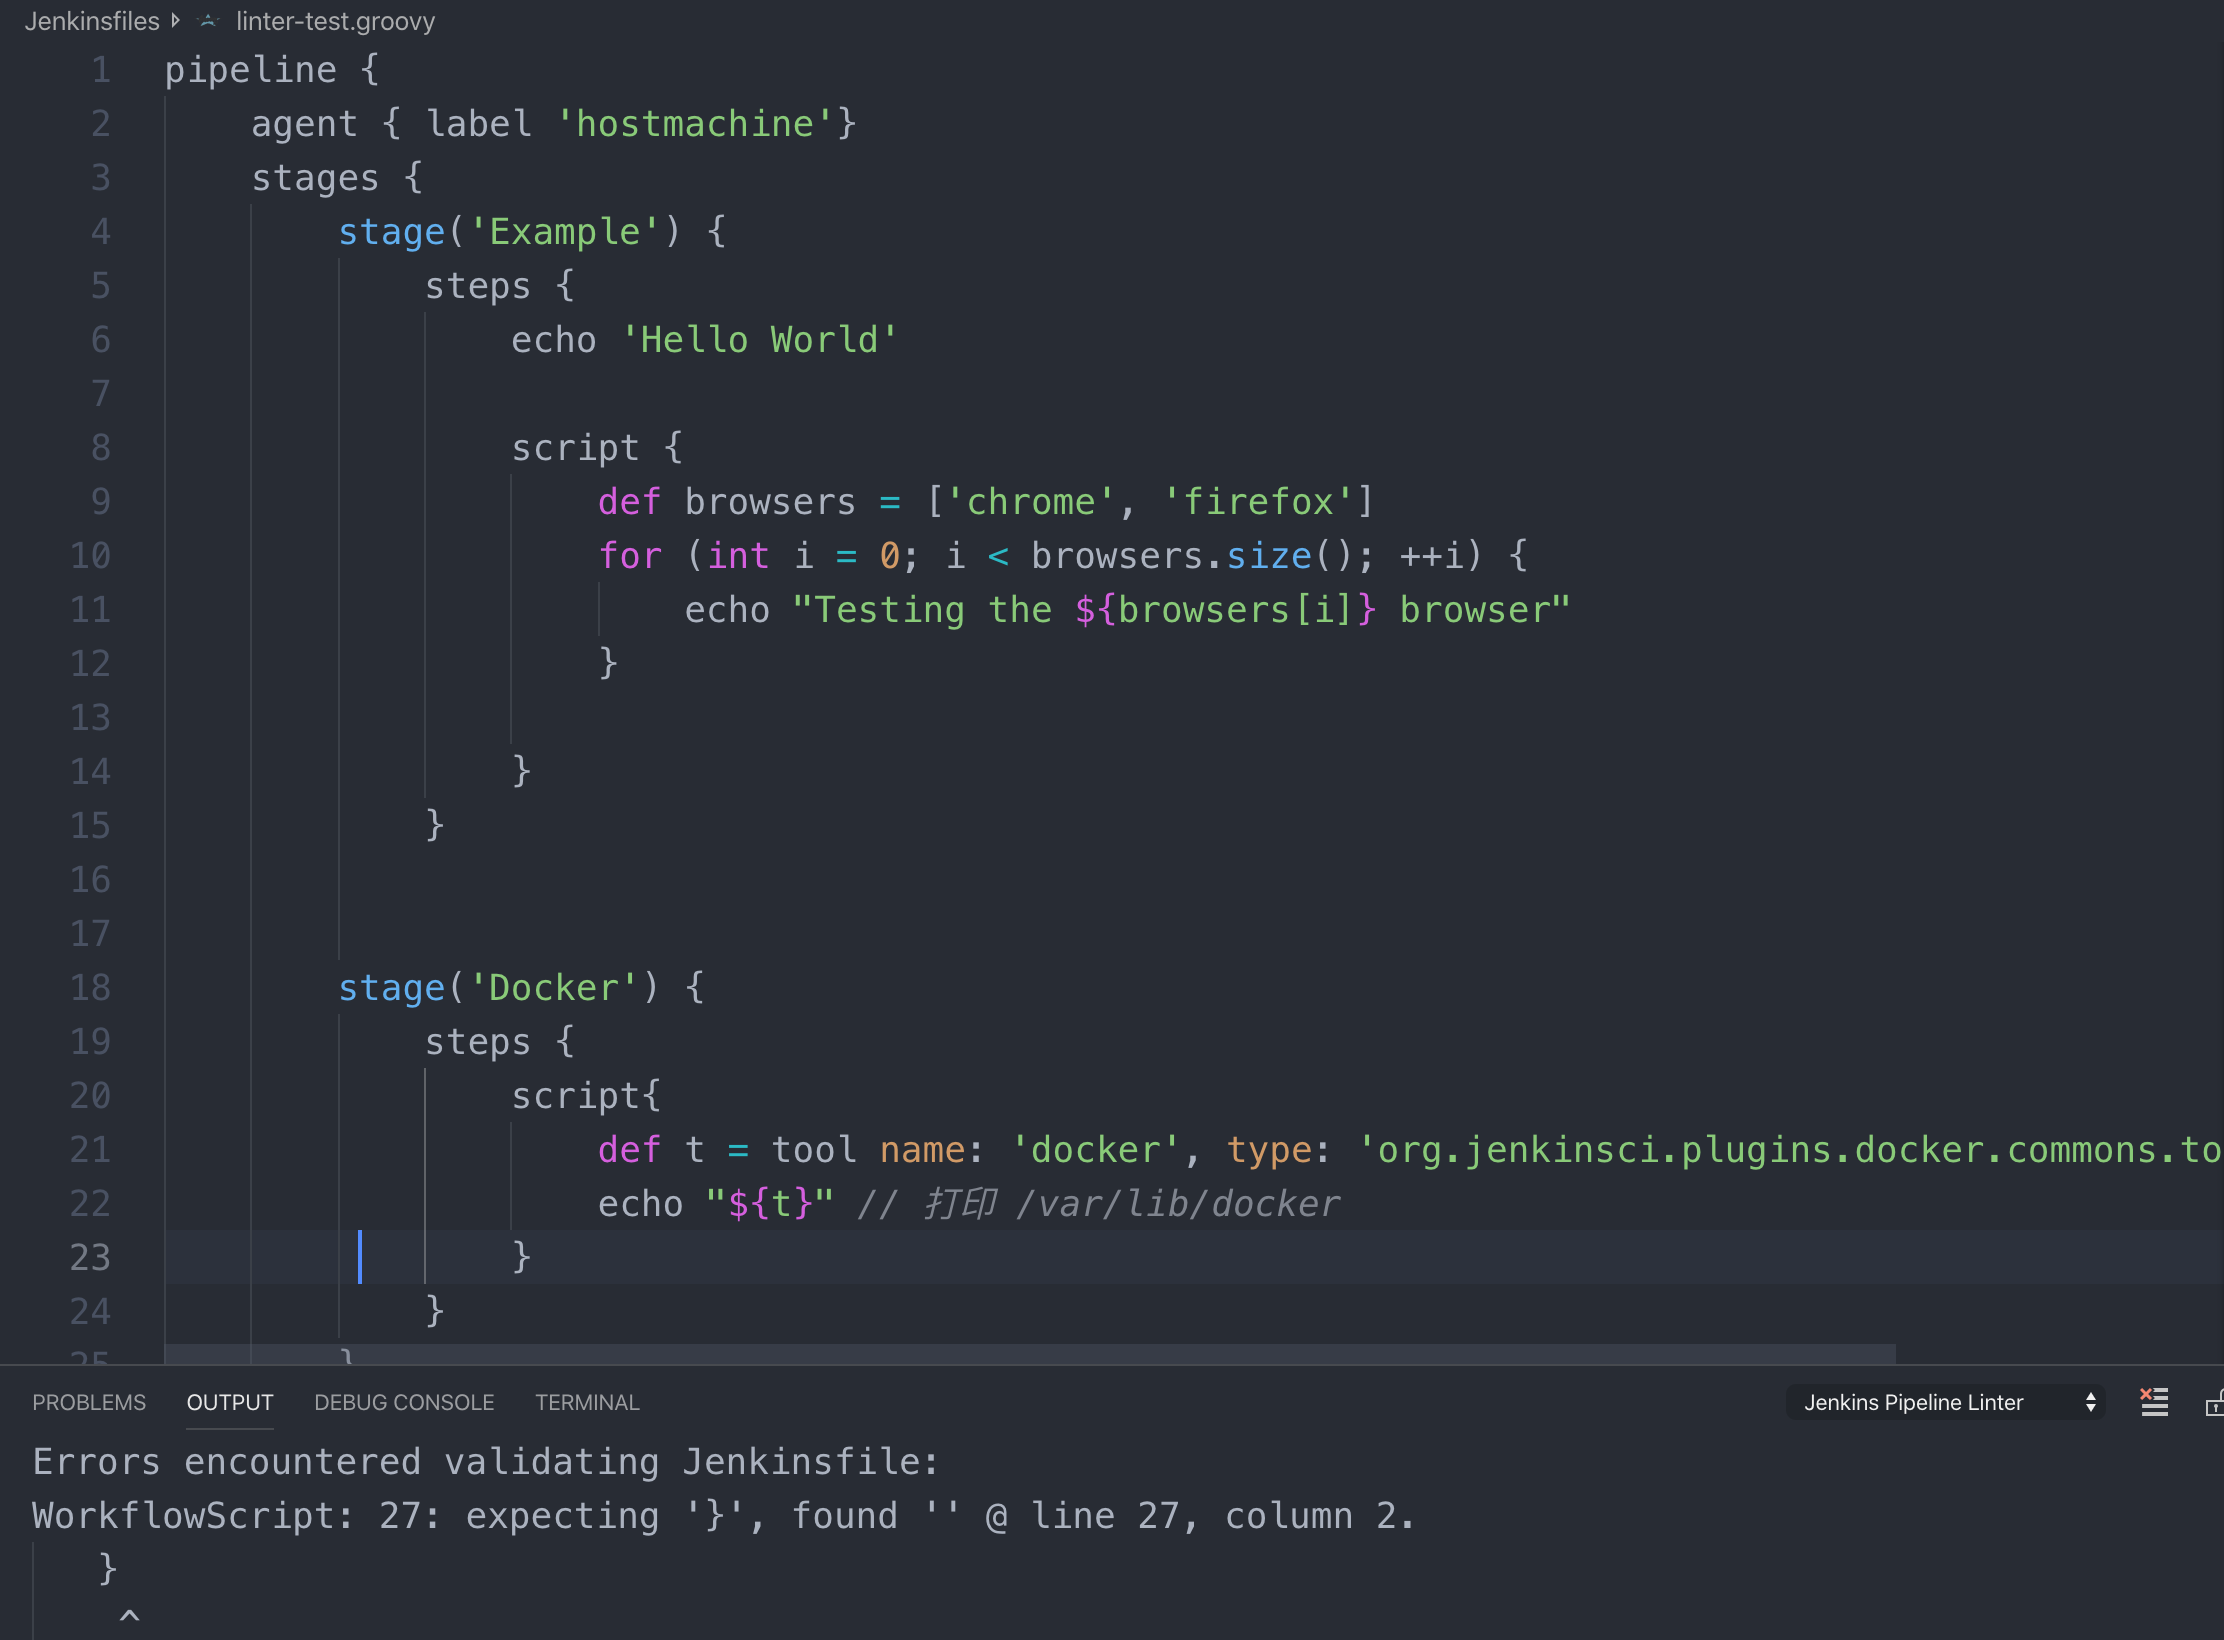 Jenkinsfiles linter-test.groovy
1 pipeline {
2     agent { label 'hostmachine'}
3     stages {
4         stage('Example') {
5             steps {
6                 echo 'Hello World'
7
8                 script {
9                     def browsers = ['chrome', 'firefox']
10                     for (int i = 0; i < browsers.size(); ++i) {
11                         echo "Testing the ${browsers[i]} browser"
12                     }
13
14                 }
15             }
16
17
18         stage('Docker') {
19             steps {
20                 script{
21                     def t = tool name: 'docker', type: 'org.jenkinsci.plugins.docker.commons.to
22                     echo "${t}" // 打印 /var/lib/docker
23                 }
24             }
25         }
PROBLEMS OUTPUT DEBUG CONSOLE TERMINAL Jenkins Pipeline Linter
Errors encountered validating Jenkinsfile:
WorkflowScript: 27: expecting '}', found '' @ line 27, column 2.
   }
    ^